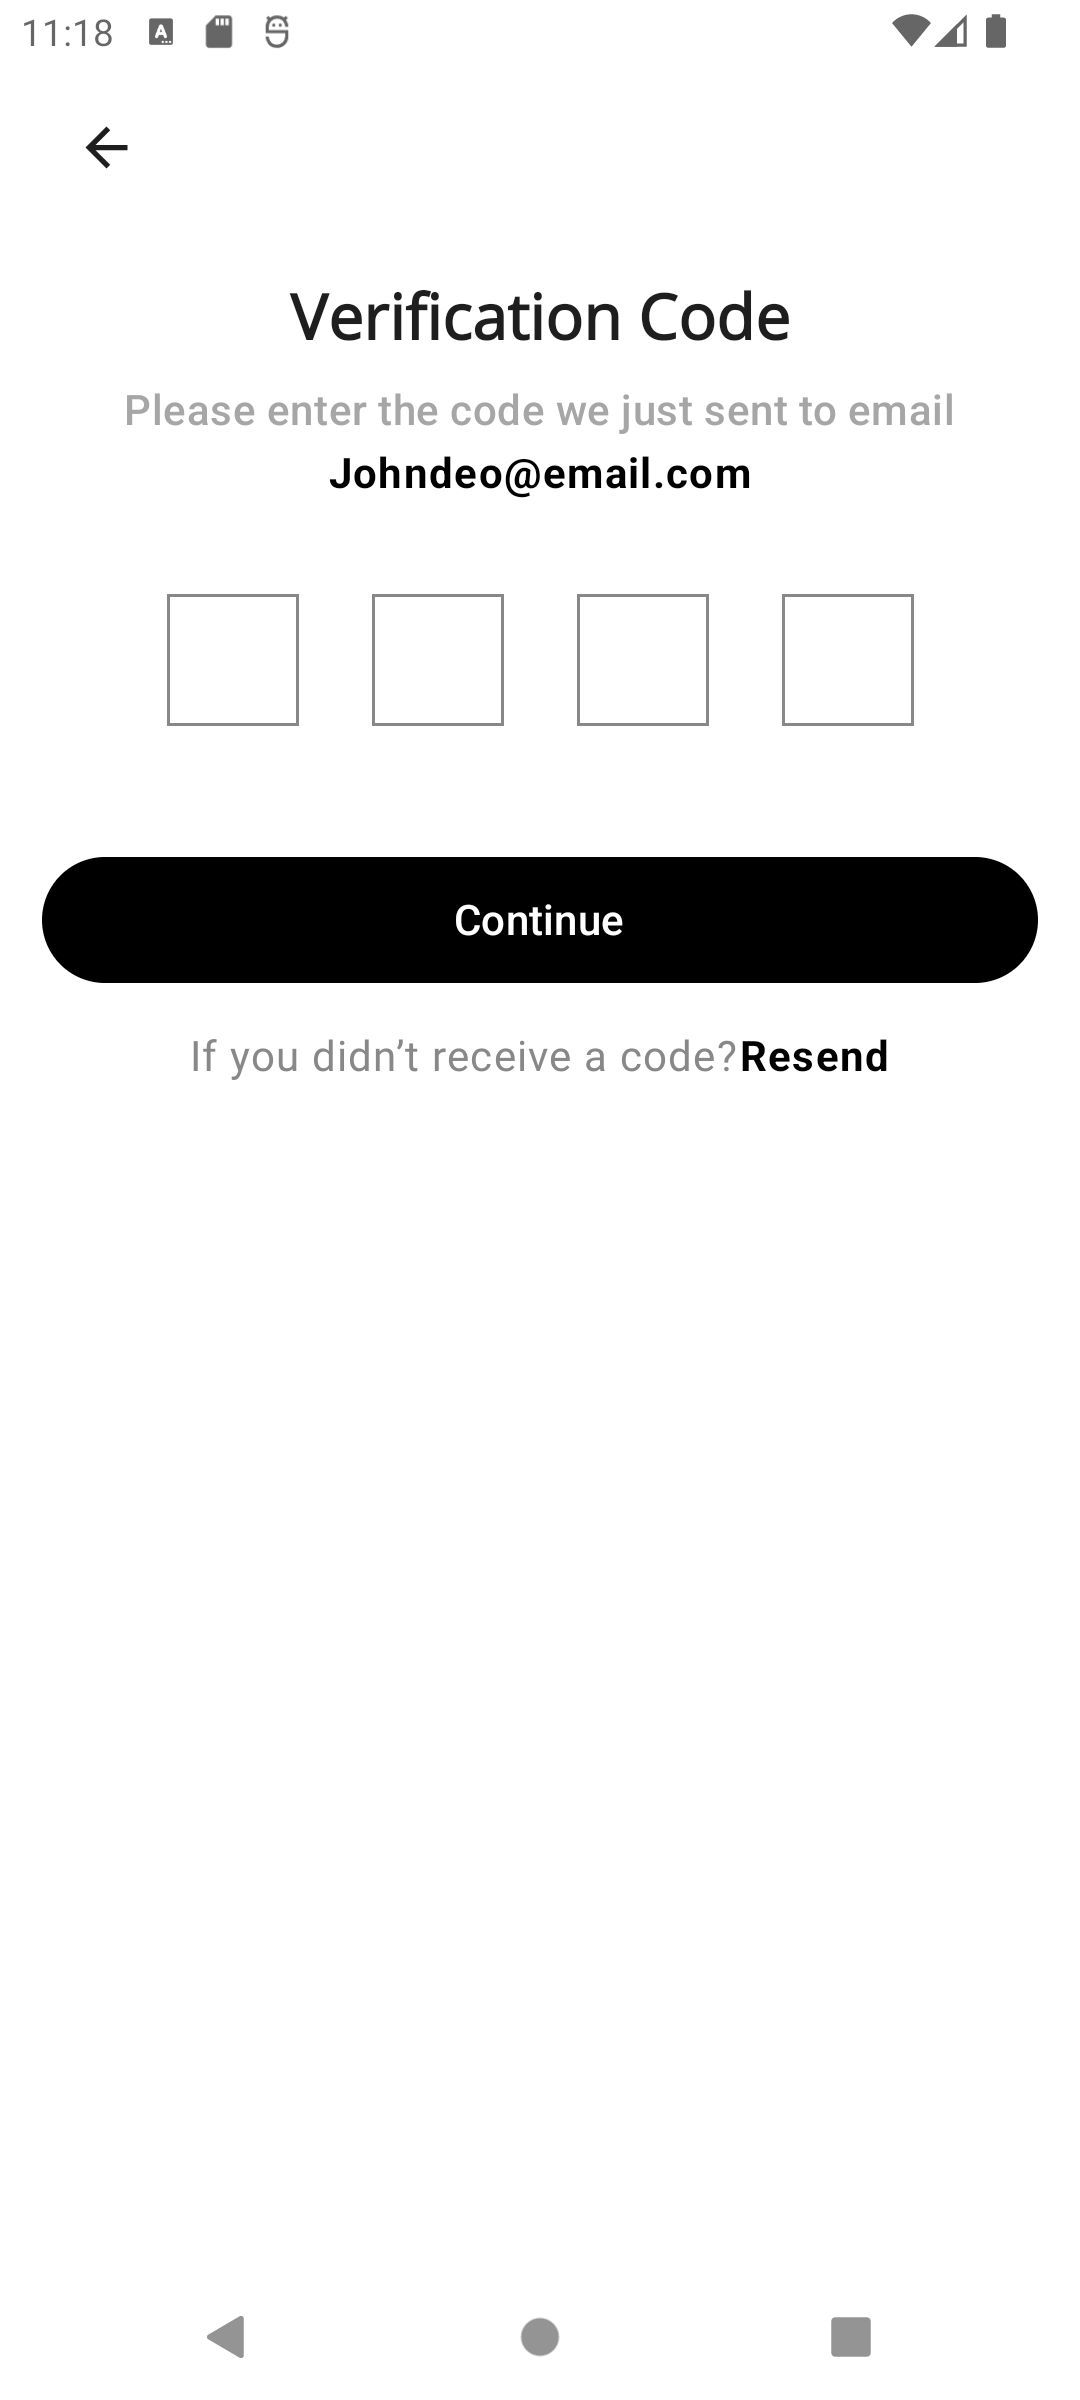 11:18
Verification Code
Please enter the code we just sent to email
Johndeo@email.com
Continue
If you didn’t receive a code?Resend